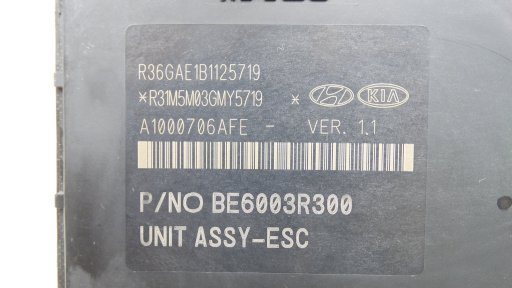 R36GAE1B1125719
*R31M5M03GMY5719 * KIA
A1000706AFE - VER. 1.1
P/NO BE6003R300
UNIT ASSY-ESC